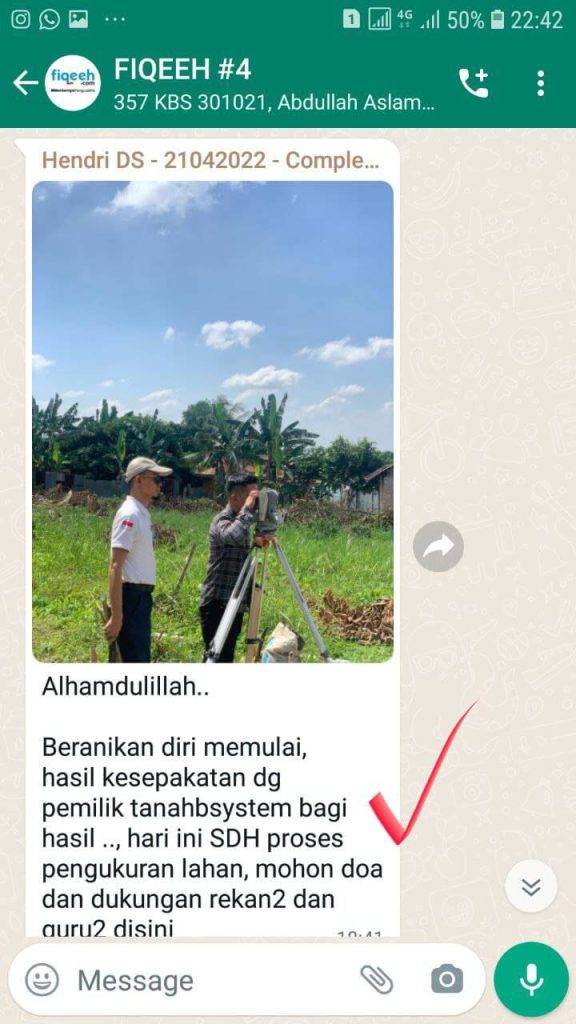 1 4G 50% 22:42
fiqeeh
.com
FIQEEH #4
357 KBS 301021, Abdullah Aslam...
Hendri DS - 21042022 - Comple...
Alhamdulillah..
Beranikan diri memulai,
hasil kesepakatan dg
pemilik tanahbsystem bagi
hasil .., hari ini SDH proses
pengukuran lahan, mohon doa
dan dukungan rekan2 dan
guru2 disini
18:41
Message